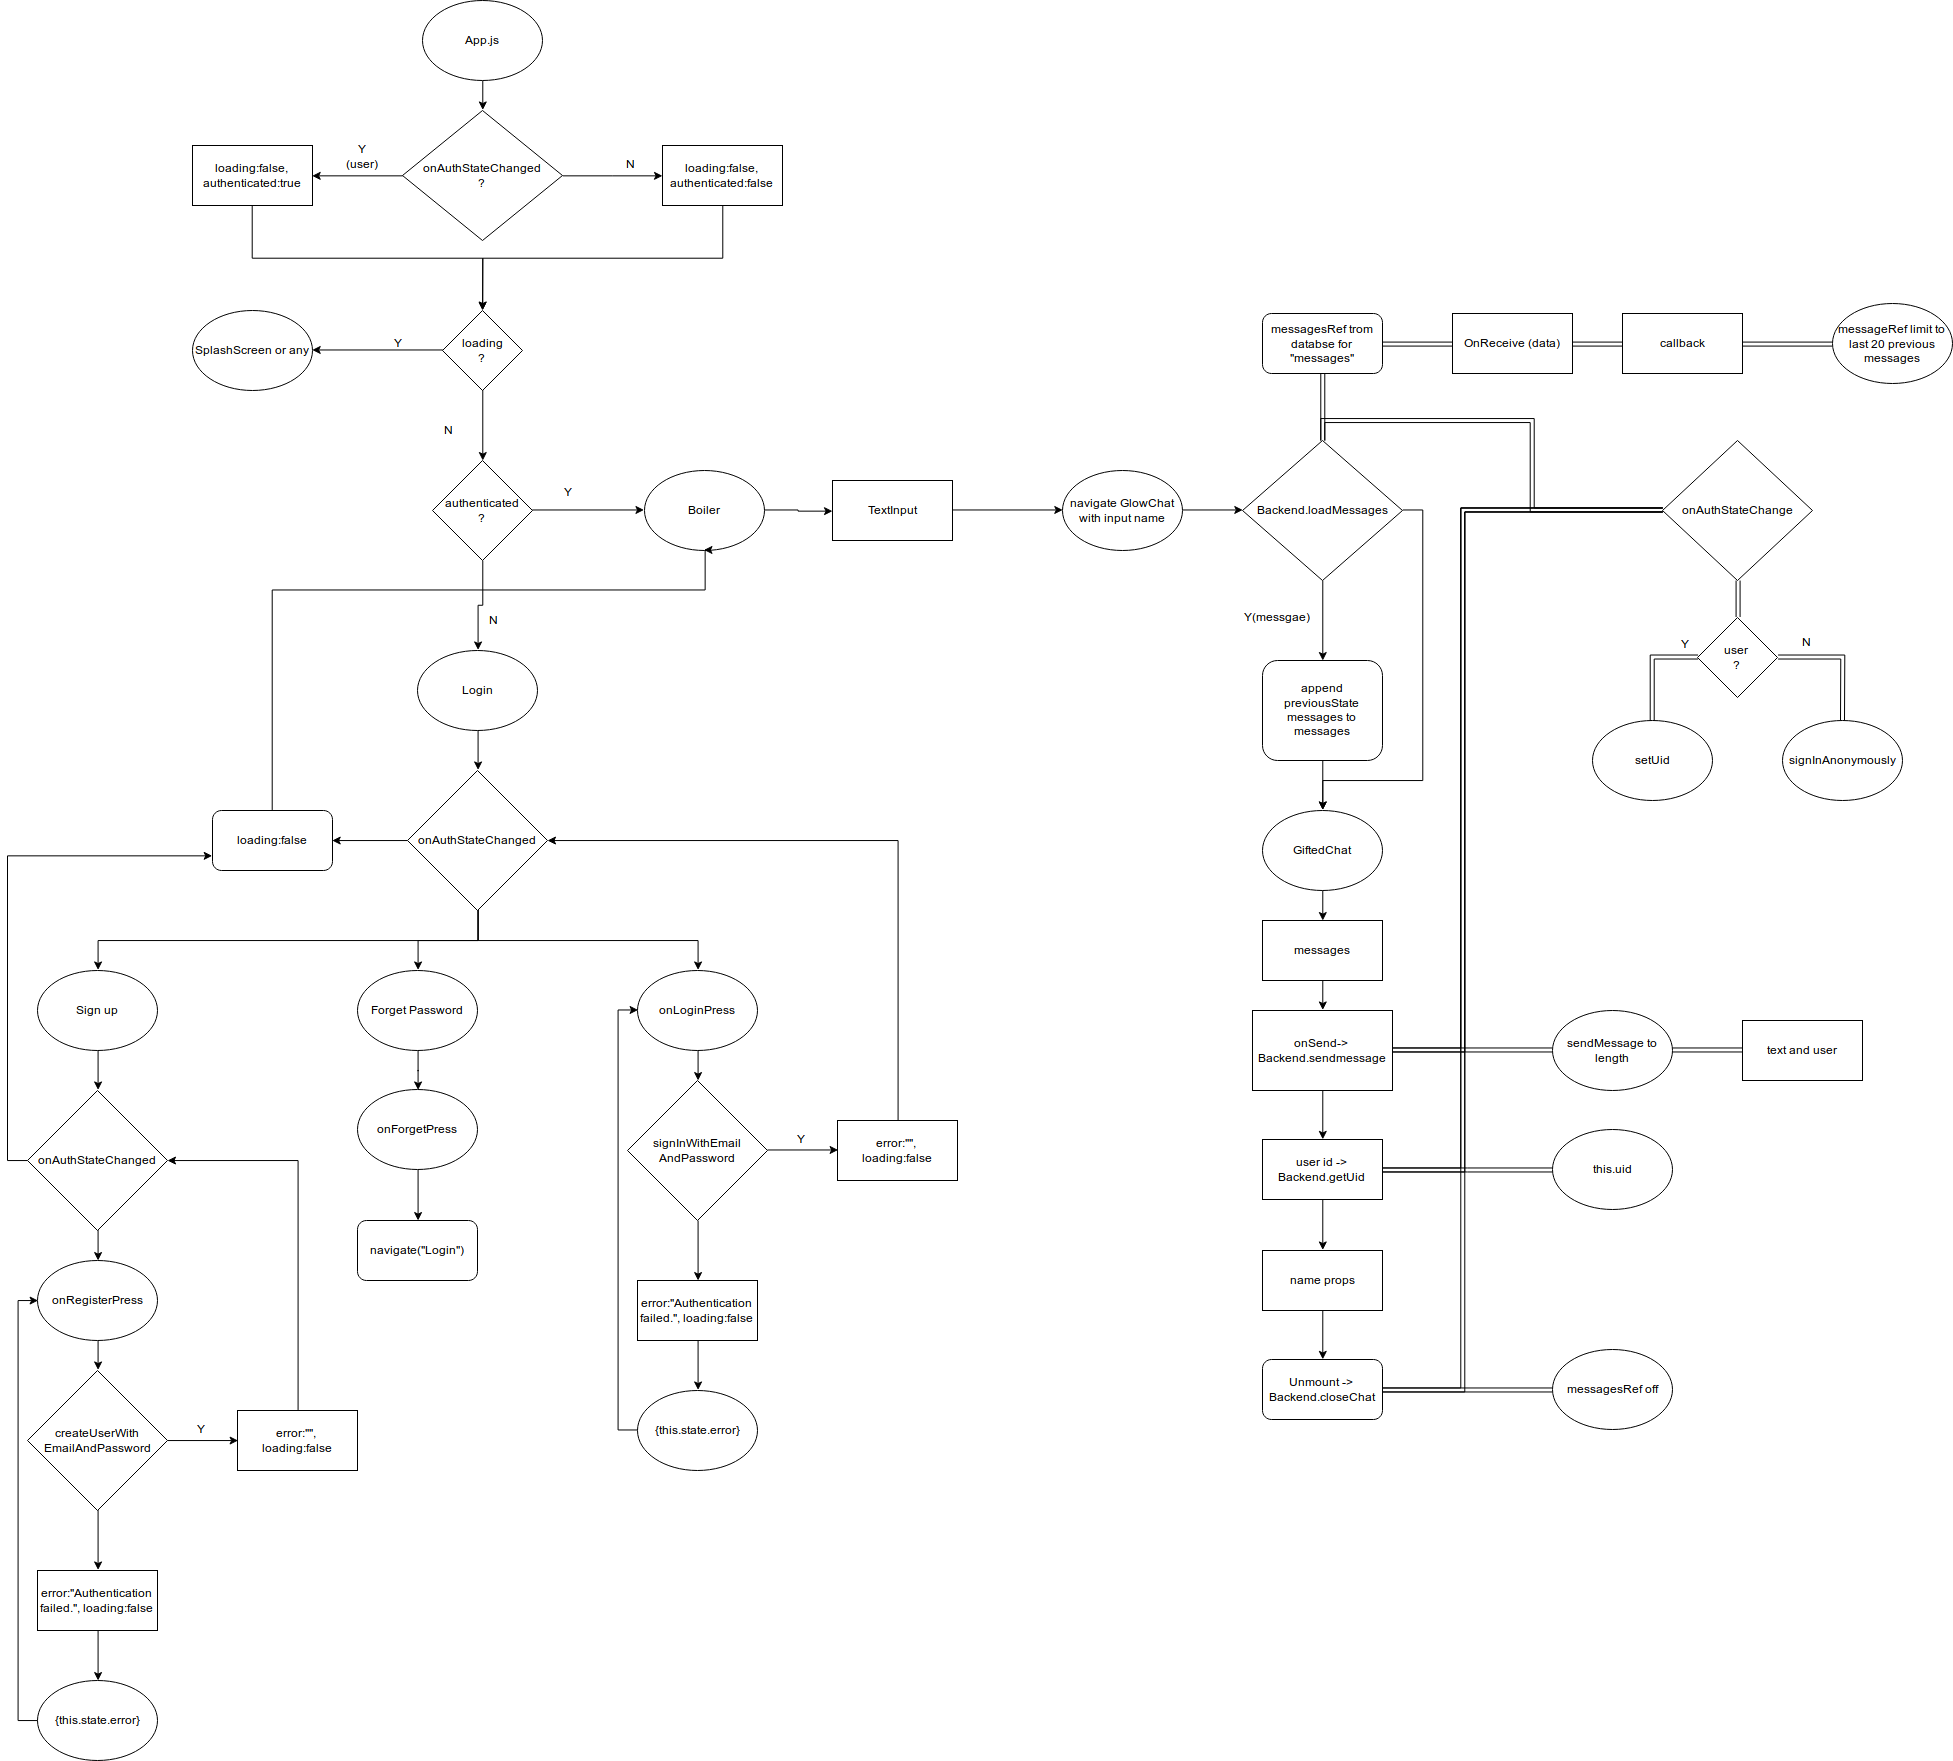 App.js
onAuthStateChanged
?
Y
(user)
N
loading:false,
authenticated:true
loading:false,
authenticated:false
loading
?
Y
SplashScreen or any
N
authenticated
?
Y
Boiler
TextInput
navigate GlowChat
with input name
Backend.loadMessages
messagesRef trom
databse for
"messages"
OnReceive (data)
callback
messageRef limit to
last 20 previous
messages
onAuthStateChange
user
?
Y
N
setUid
signInAnonymously
Y(messgae)
append
previousState
messages to
messages
GiftedChat
messages
onSend->
Backend.sendmessage
sendMessage to
length
text and user
user id ->
Backend.getUid
this.uid
name props
Unmount ->
Backend.closeChat
messagesRef off
N
Login
onAuthStateChanged
loading:false
Sign up
Forget Password
onLoginPress
onAuthStateChanged
onForgetPress
signInWithEmail
AndPassword
Y
error:"",
loading:false
navigate("Login")
onRegisterPress
error:"Authentication
failed.", loading:false
{this.state.error}
createUserWith
EmailAndPassword
Y
error:"",
loading:false
error:"Authentication
failed.", loading:false
{this.state.error}